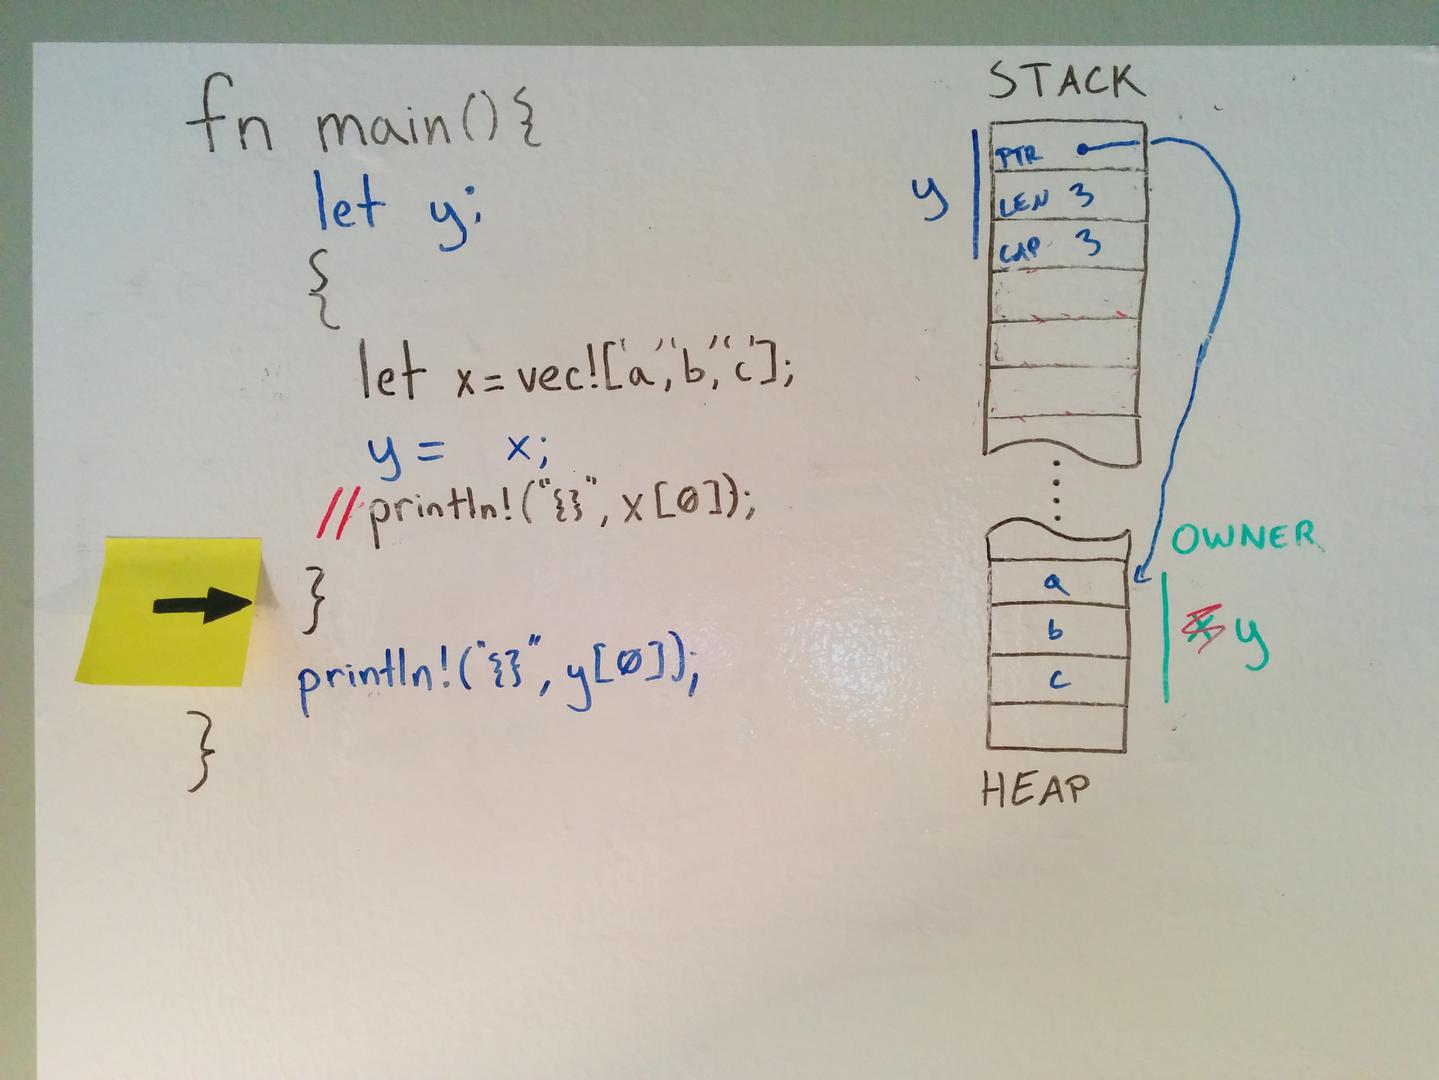 fn main(){
let y;
{
let x = vec!['a','b','c'];
y = x;
//println!("{}", x[0]);
}
println!("{}", y[0]);
}
STACK
y
PTR
LEN 3
CAP 3
OWNER
a
b
c
y
HEAP